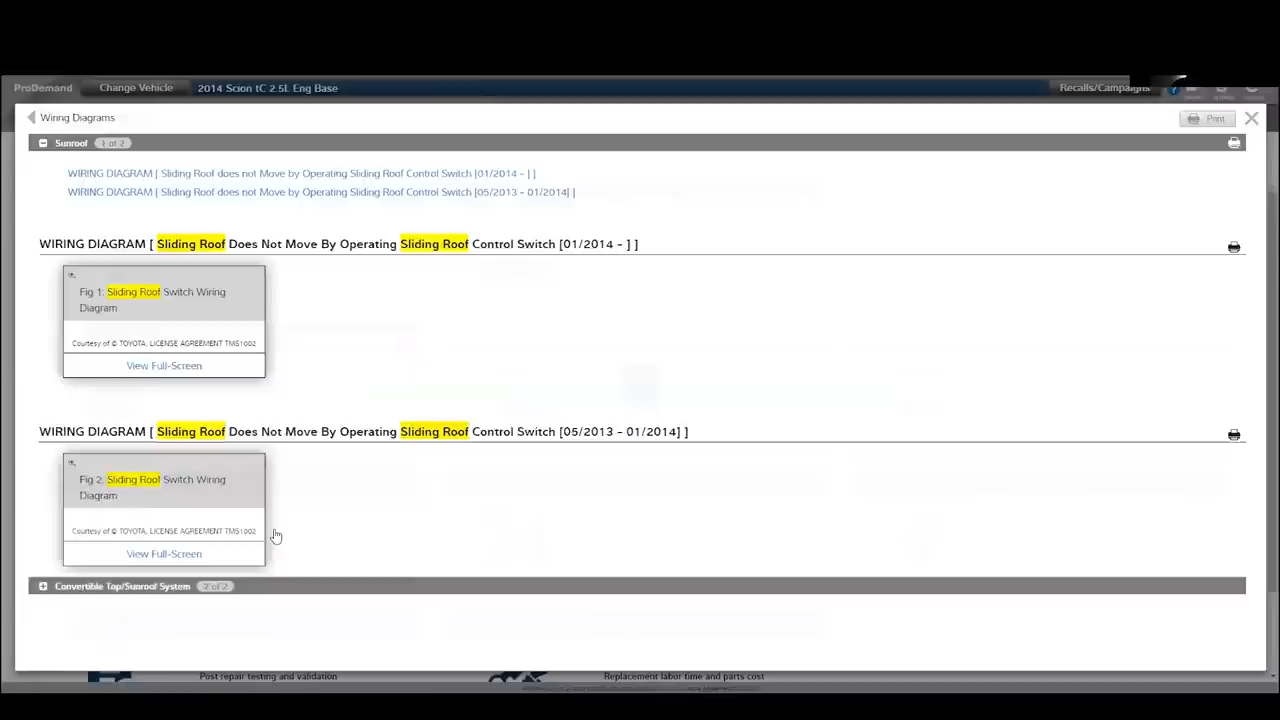 ProDemand Change Vehicle 2014 Scion tC 2.5L Eng Base Recalls/Campaigns
Wiring Diagrams Print
Sunroof 1 of 2
WIRING DIAGRAM [ Sliding Roof does not Move by Operating Sliding Roof Control Switch [01/2014 - ] ]
WIRING DIAGRAM [ Sliding Roof does not Move by Operating Sliding Roof Control Switch [05/2013 - 01/2014] ]
WIRING DIAGRAM [ Sliding Roof Does Not Move By Operating Sliding Roof Control Switch [01/2014 - ] ]
Fig 1: Sliding Roof Switch Wiring
Diagram
Courtesy of © TOYOTA, LICENSE AGREEMENT TMS1002
View Full-Screen
WIRING DIAGRAM [ Sliding Roof Does Not Move By Operating Sliding Roof Control Switch [05/2013 - 01/2014] ]
Fig 2: Sliding Roof Switch Wiring
Diagram
Courtesy of © TOYOTA, LICENSE AGREEMENT TMS1002
View Full-Screen
Convertible Top/Sunroof System 2 of 2
Post repair testing and validation Replacement labor time and parts cost